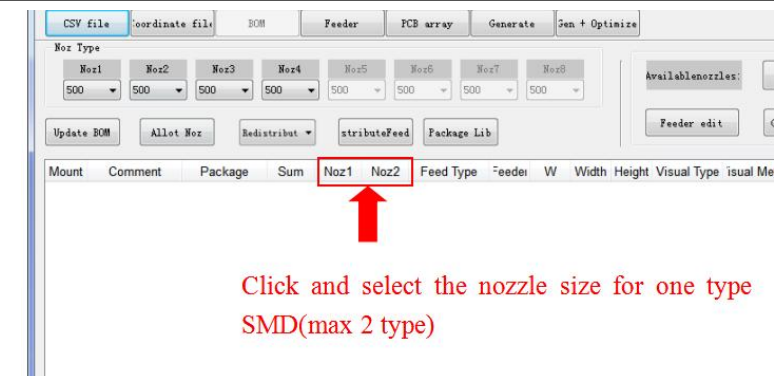 CSV file Coordinate file BOM Feeder PCB array Generate Gen + Optimize
Noz Type
Noz1 Noz2 Noz3 Noz4 Noz5 Noz6 Noz7 Noz8
500 500 500 500 500 500 500 500
Availablenozzles:
Update BOM Allot Noz Redistribut stributeFeed Package Lib
Feeder edit
Mount Comment Package Sum Noz1 Noz2 Feed Type Feeder W Width Height Visual Type isual Me
Click and select the nozzle size for one type
SMD(max 2 type)